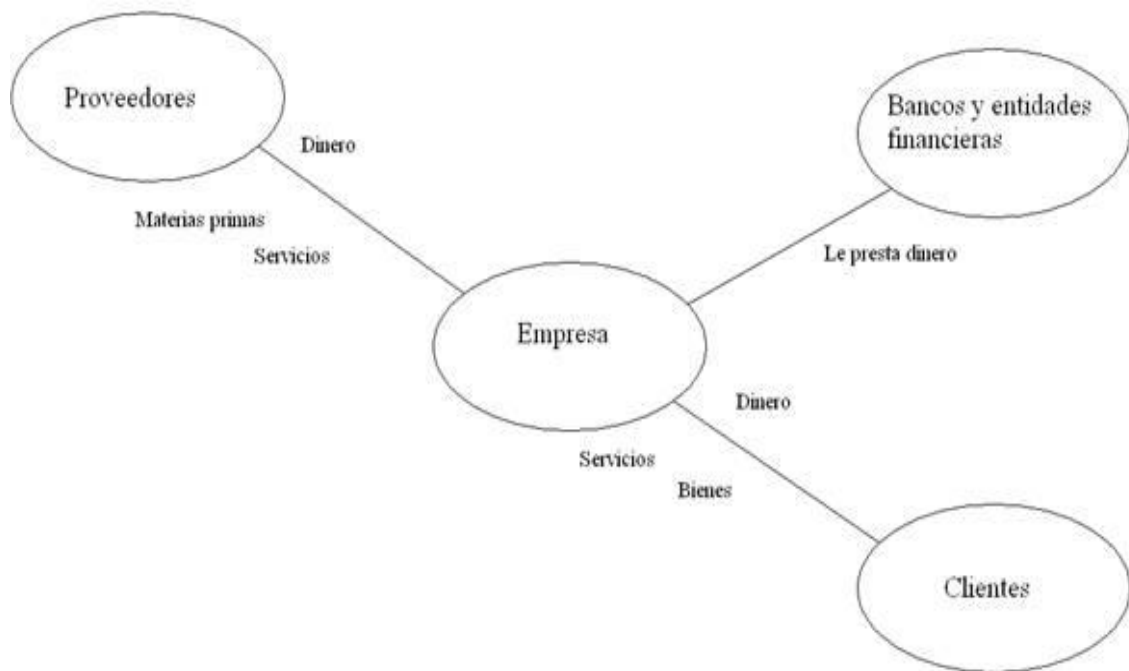 Proveedores
Bancos y entidades
financieras
Dinero
Materias primas
Servicios
Le presta dinero
Empresa
Dinero
Servicios
Bienes
Clientes